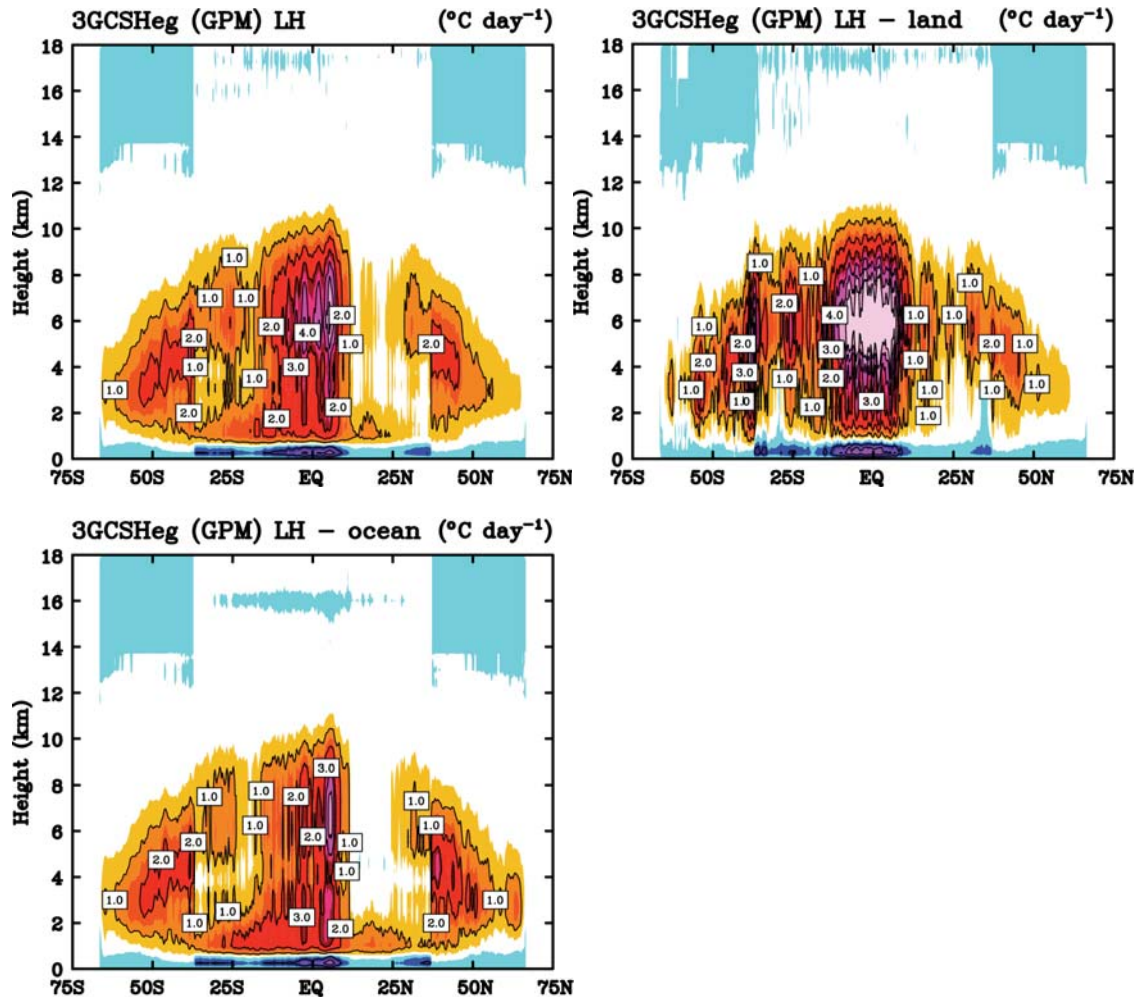 3GCSHeg (GPM) LH (°C day⁻¹)
18
16
14
12
10
8
6
4
2
0
Height (km)
1.0
1.0 1.0 1.0
2.0 2.0
2.0 4.0 1.0 2.0
1.0 3.0
1.0 1.0 1.0
2.0 2.0 2.0
75S 50S 25S EQ 25N 50N 75N
3GCSHeg (GPM) LH – land (°C day⁻¹)
18
16
14
12
10
8
6
4
2
0
Height (km)
1.0 1.0 1.0
2.0
1.0 4.0 1.0 1.0
2.0 3.0 2.0 1.0
2.0 3.0 1.0
1.0 1.0 2.0 1.0 1.0 1.0
1.0 1.0 3.0 1.0
75S 50S 25S EQ 25N 50N 75N
3GCSHeg (GPM) LH – ocean (°C day⁻¹)
18
16
14
12
10
8
6
4
2
0
Height (km)
3.0
1.0 1.0 2.0 1.0
1.0 1.0
2.0 2.0 1.0
2.0 1.0
1.0 1.0 1.0
1.0 3.0 2.0 2.0
75S 50S 25S EQ 25N 50N 75N